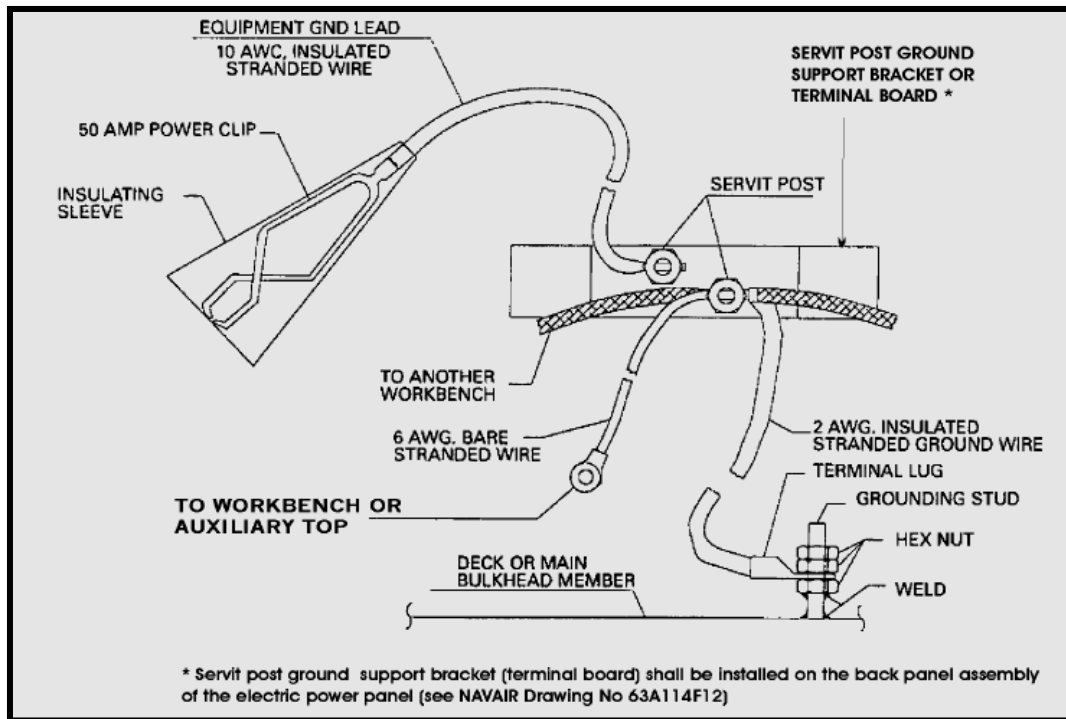 EQUIPMENT GND LEAD
10 AWC, INSULATED
STRANDED WIRE
SERVIT POST GROUND
SUPPORT BRACKET OR
TERMINAL BOARD *
50 AMP POWER CLIP
INSULATING
SLEEVE
SERVIT POST
TO ANOTHER
WORKBENCH
6 AWG. BARE
STRANDED WIRE
2 AWG. INSULATED
STRANDED GROUND WIRE
TERMINAL LUG
GROUNDING STUD
TO WORKBENCH OR
AUXILIARY TOP
HEX NUT
DECK OR MAIN
BULKHEAD MEMBER
WELD
* Servit post ground support bracket (terminal board) shall be installed on the back panel assembly
of the electric power panel (see NAVAIR Drawing No 63A114F12)